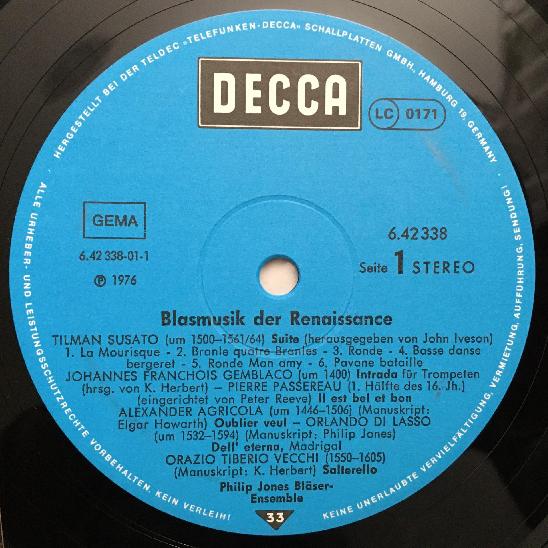 HERGESTELLT BEI DER TELDEC »TELEFUNKEN-DECCA« SCHALLPLATTEN GMBH, HAMBURG 19, GERMANY ·
DECCA
LC 0171
GEMA
6.42 338-01-1
Ⓟ 1976
6.42 338
Seite 1 STEREO
Blasmusik der Renaissance
TILMAN SUSATO (um 1500–1561/64) Suite (herausgegeben von John Iveson)
1. La Mourisque - 2. Branle quatre Branles - 3. Ronde - 4. Basse danse
bergeret - 5. Ronde Mon amy - 6. Pavane bataille
JOHANNES FRANCHOIS GEMBLACO (um 1400) Intrada für Trompeten
(hrsg. von K. Herbert) – PIERRE PASSEREAU (1. Hälfte des 16. Jh.)
(eingerichtet von Peter Reeve) Il est bel et bon
ALEXANDER AGRICOLA (um 1446–1506) (Manuskript:
Elgar Howarth) Oublier veul – ORLANDO DI LASSO
(um 1532–1594) (Manuskript: Philip Jones)
Dell' eterna, Madrigal
ORAZIO TIBERIO VECCHI (1550–1605)
(Manuskript: K. Herbert) Salterello
Philip Jones Bläser-
Ensemble
33
ALLE URHEBER- UND LEISTUNGSSCHUTZRECHTE VORBEHALTEN. KEIN VERLEIH!
KEINE UNERLAUBTE VERVIELFÄLTIGUNG, VERMIETUNG, AUFFÜHRUNG, SENDUNG!